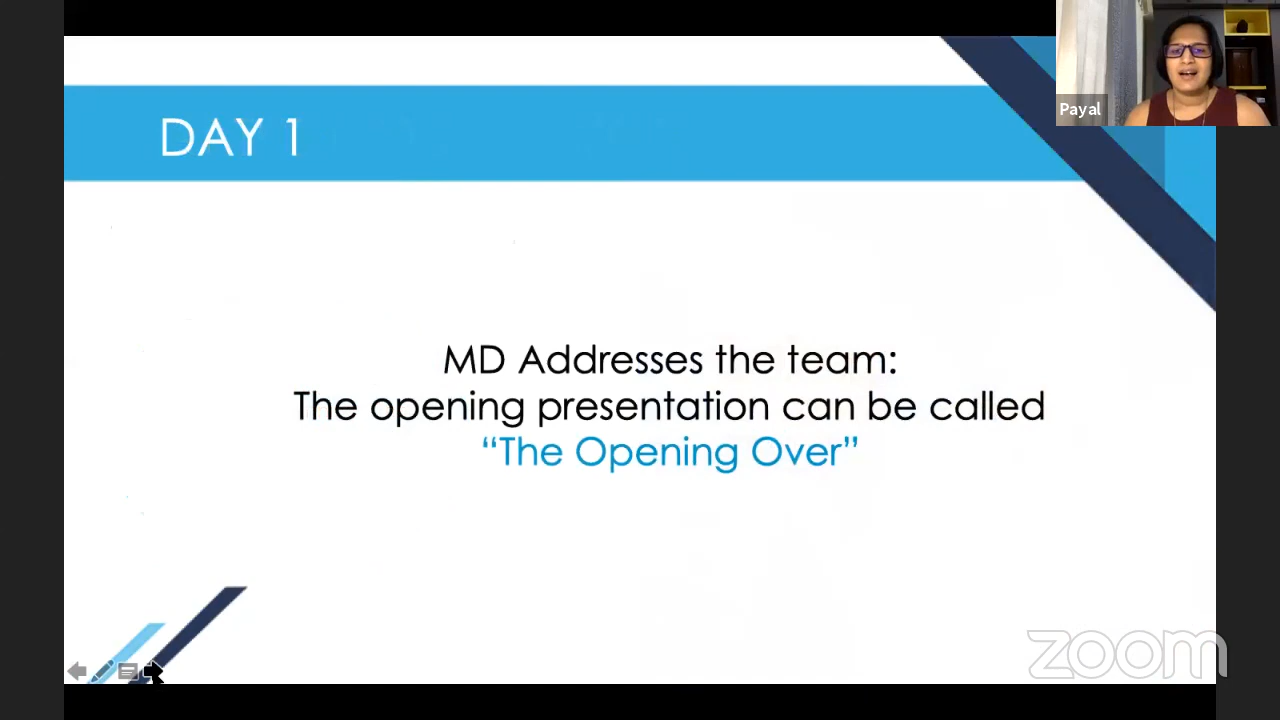 Payal
DAY 1
MD Addresses the team:
The opening presentation can be called
“The Opening Over”
zoom